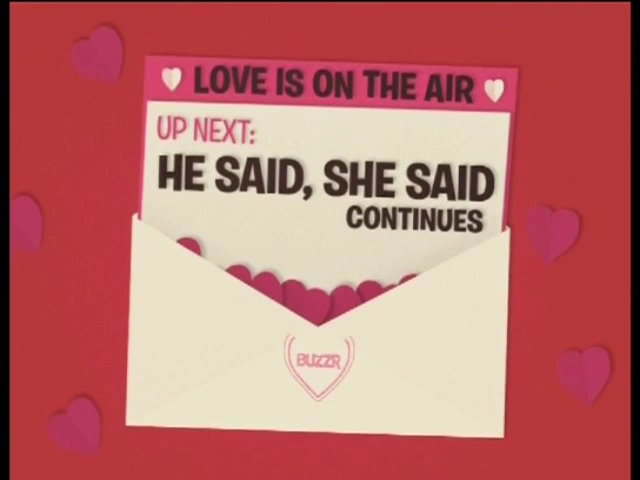 LOVE IS ON THE AIR
UP NEXT:
HE SAID, SHE SAID
CONTINUES
BUZZR